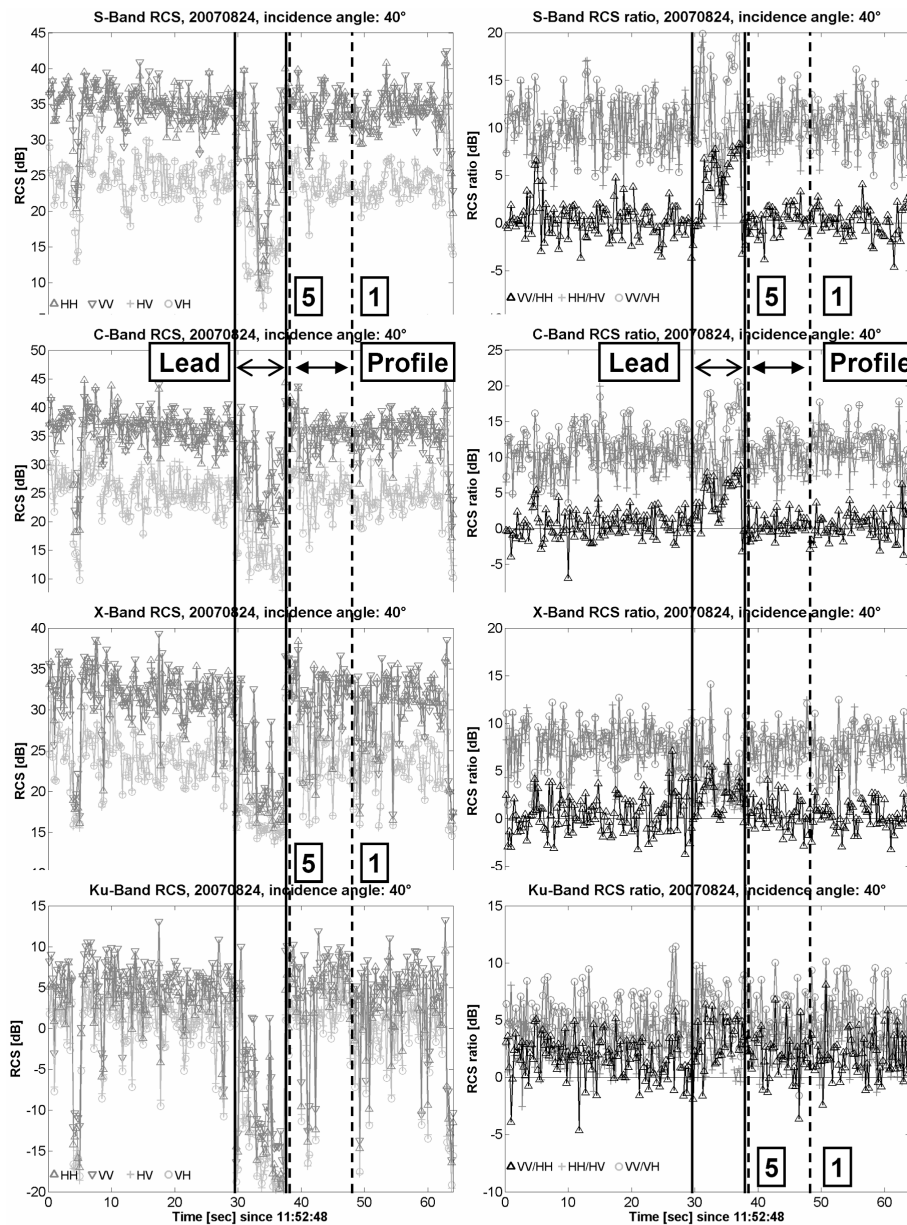 S-Band RCS, 20070824, incidence angle: 40°
45
40
35
30
25
20
15
10
RCS [dB]
HH VV HV VH
5
1
S-Band RCS ratio, 20070824, incidence angle: 40°
20
15
10
5
0
-5
RCS ratio [dB]
VV/HH HH/HV VV/VH
5
1
C-Band RCS, 20070824, incidence angle: 40°
50
45
40
35
30
25
20
15
10
RCS [dB]
Lead
Profile
C-Band RCS ratio, 20070824, incidence angle: 40°
25
20
15
10
5
0
-5
RCS ratio [dB]
Lead
Profile
X-Band RCS, 20070824, incidence angle: 40°
40
35
30
25
20
15
RCS [dB]
5
1
X-Band RCS ratio, 20070824, incidence angle: 40°
20
15
10
5
0
-5
RCS ratio [dB]
Ku-Band RCS, 20070824, incidence angle: 40°
15
10
5
0
-5
-10
-15
-20
RCS [dB]
HH VV HV VH
0 10 20 30 40 50 60
Time [sec] since 11:52:48
Ku-Band RCS ratio, 20070824, incidence angle: 40°
15
10
5
0
-5
-10
RCS ratio [dB]
VV/HH HH/HV VV/VH
5
1
0 10 20 30 40 50 60
Time [sec] since 11:52:48